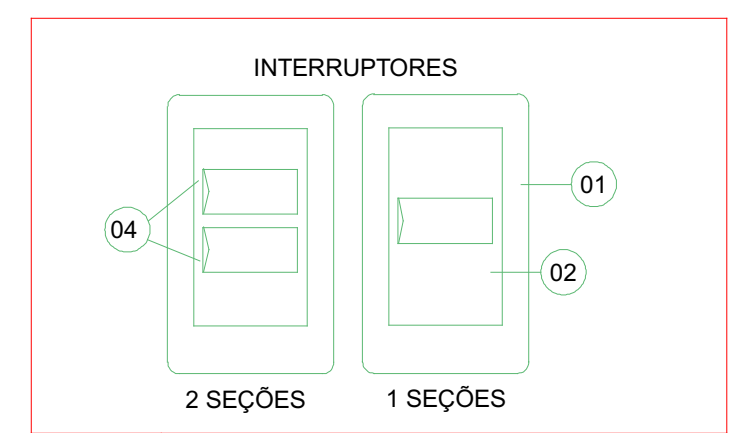 INTERRUPTORES
01
04
02
2 SEÇÕES
1 SEÇÕES